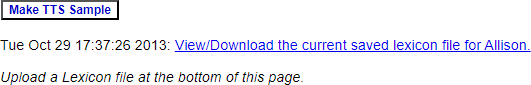 Make TTS Sample
Tue Oct 29 17:37:26 2013: View/Download the current saved lexicon file for Allison.
Upload a Lexicon file at the bottom of this page.